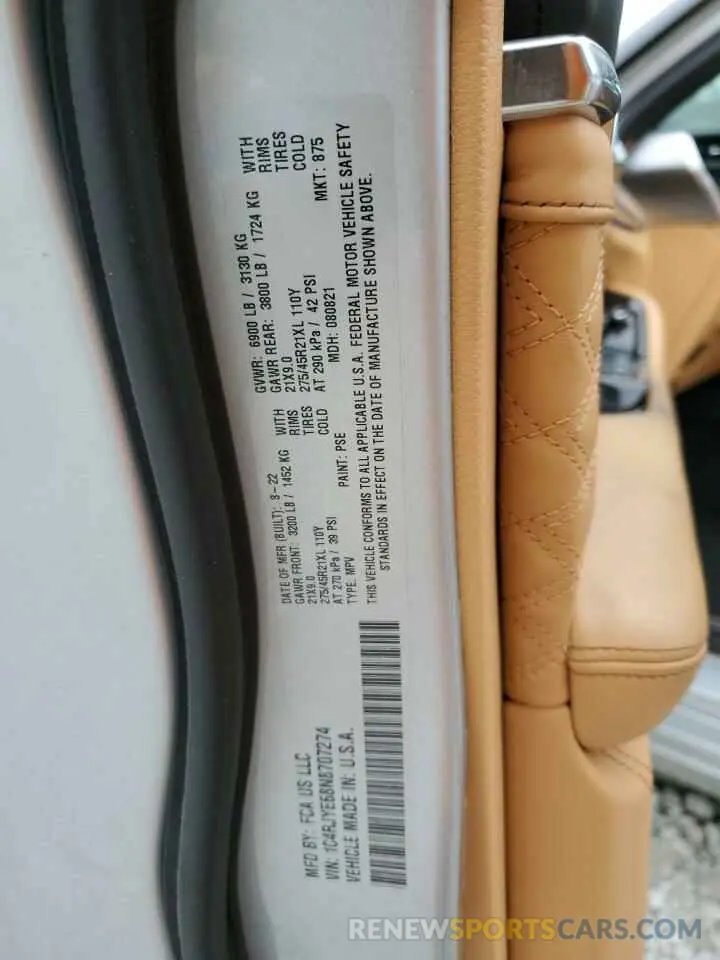 MFD BY: FCA US LLC
VIN: 1C4RJYE68N8707274
VEHICLE MADE IN: U.S.A.
DATE OF MFR (BUILT): 8-22
GAWR FRONT: 3200 LB / 1452 KG WITH
21X9.0 RIMS
275/45R21XL 110Y TIRES
AT 270 kPa / 39 PSI COLD
TYPE: MPV PAINT: PSE
GVWR: 6900 LB / 3130 KG
GAWR REAR: 3800 LB / 1724 KG WITH
21X9.0 RIMS
275/45R21XL 110Y TIRES
AT 290 kPa / 42 PSI COLD
MDH: 080821 MKT: 875
THIS VEHICLE CONFORMS TO ALL APPLICABLE U.S.A. FEDERAL MOTOR VEHICLE SAFETY
STANDARDS IN EFFECT ON THE DATE OF MANUFACTURE SHOWN ABOVE.
RENEWSPORTSCARS.COM